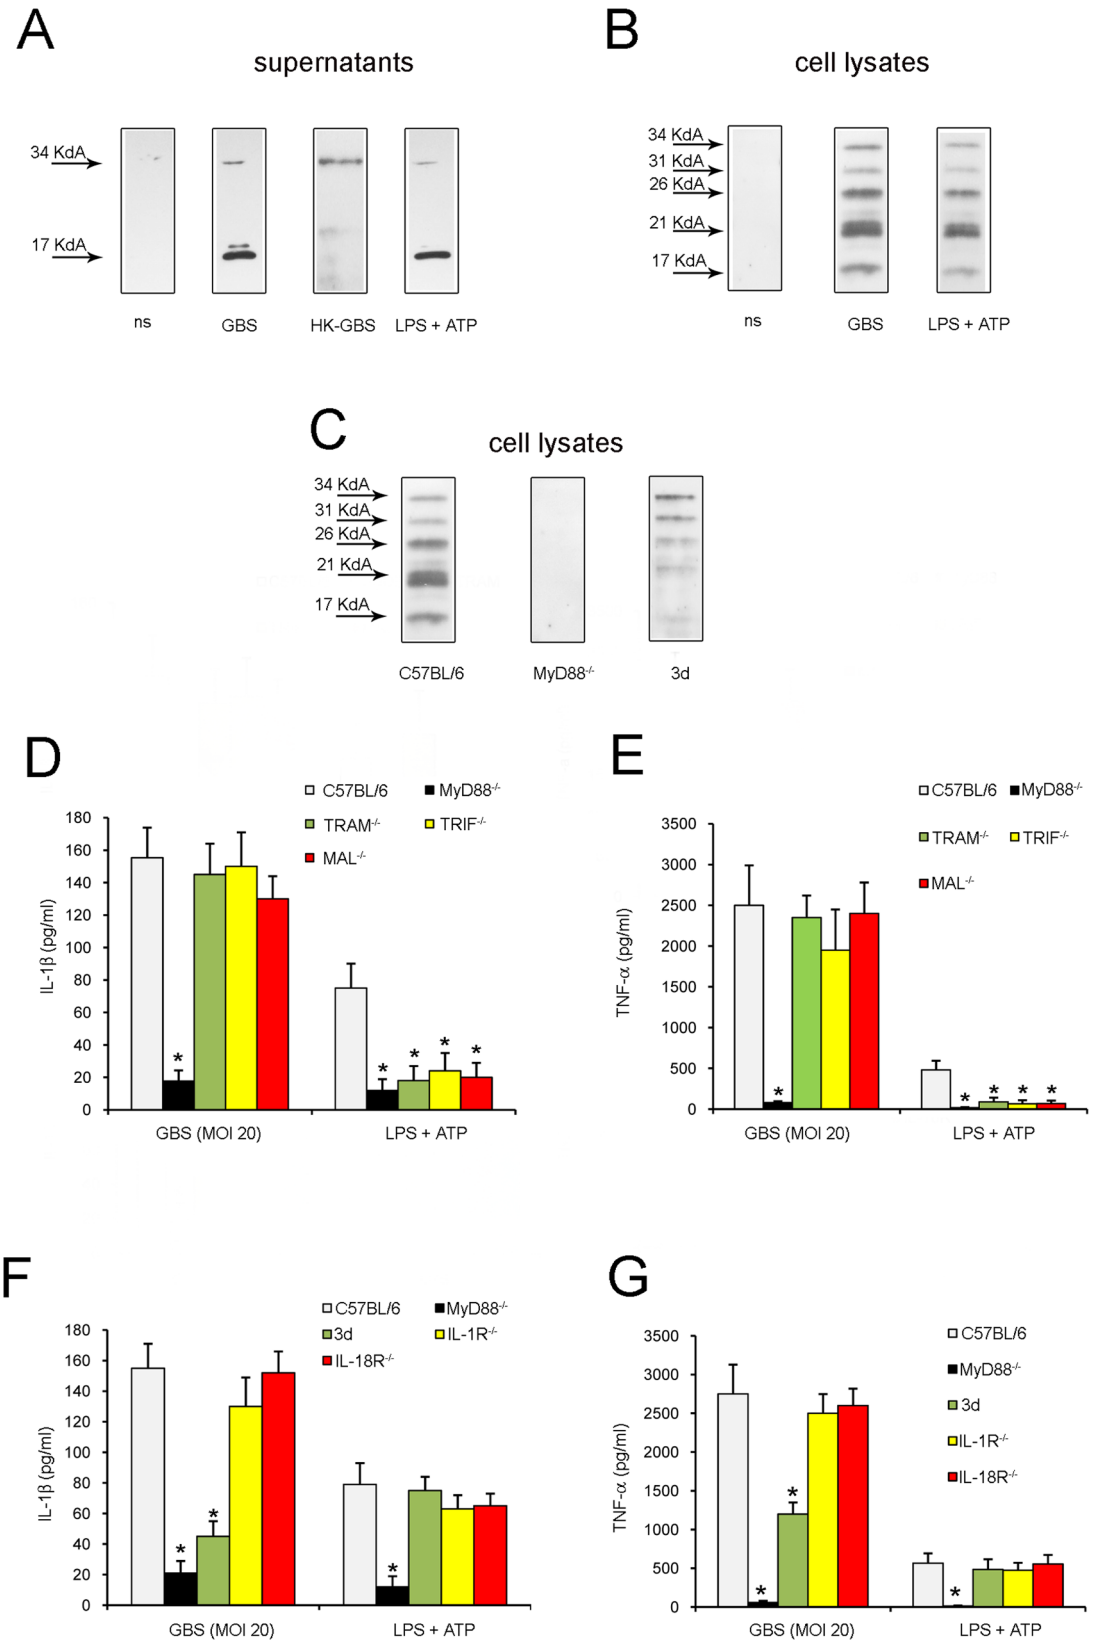 A
supernatants
34 KdA
17 KdA
ns
GBS
HK-GBS
LPS + ATP
B
cell lysates
34 KdA
31 KdA
26 KdA
21 KdA
17 KdA
ns
GBS
LPS + ATP
C
cell lysates
34 KdA
31 KdA
26 KdA
21 KdA
17 KdA
C57BL/6
MyD88-/-
3d
D
C57BL/6
MyD88-/-
TRAM-/-
TRIF-/-
MAL-/-
IL-1β (pg/ml)
180
160
140
120
100
80
60
40
20
0
*
*
*
*
*
GBS (MOI 20)
LPS + ATP
E
C57BL/6
MyD88-/-
TRAM-/-
TRIF-/-
MAL-/-
TNF-α (pg/ml)
3500
3000
2500
2000
1500
1000
500
0
*
*
*
*
*
GBS (MOI 20)
LPS + ATP
F
C57BL/6
MyD88-/-
3d
IL-1R-/-
IL-18R-/-
IL-1β (pg/ml)
180
160
140
120
100
80
60
40
20
0
*
*
*
GBS (MOI 20)
LPS + ATP
G
C57BL/6
MyD88-/-
3d
IL-1R-/-
IL-18R-/-
TNF-α (pg/ml)
3500
3000
2500
2000
1500
1000
500
0
*
*
*
GBS (MOI 20)
LPS + ATP